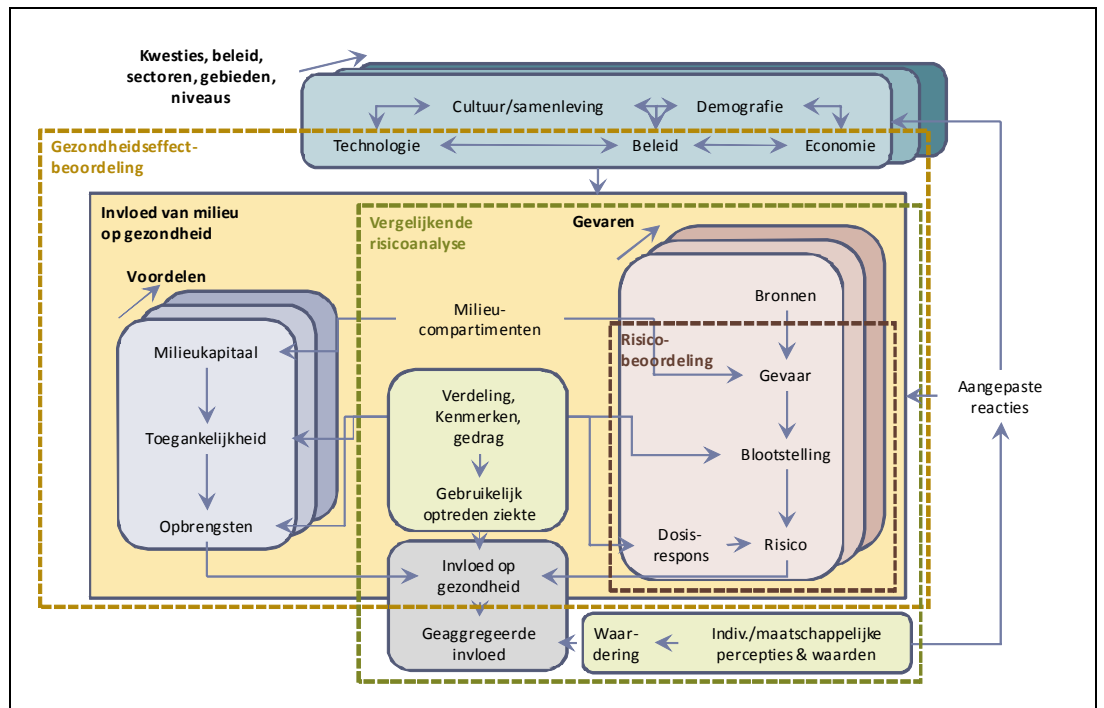 Kwesties, beleid,
sectoren, gebieden,
niveaus
Cultuur/samenleving
Demografie
Technologie
Beleid
Economie
Gezondheidseffect-
beoordeling
Invloed van milieu
op gezondheid
Vergelijkende
risicoanalyse
Gevaren
Voordelen
Milieu-
compartimenten
Bronnen
Risico-
beoordeling
Milieukapitaal
Gevaar
Verdeling,
Kenmerken,
gedrag
Aangepaste
reacties
Toegankelijkheid
Blootstelling
Gebruikelijk
optreden ziekte
Opbrengsten
Dosis-
respons
Risico
Invloed op
gezondheid
Geaggregeerde
invloed
Waar-
dering
Indiv./maatschappelijke
percepties & waarden